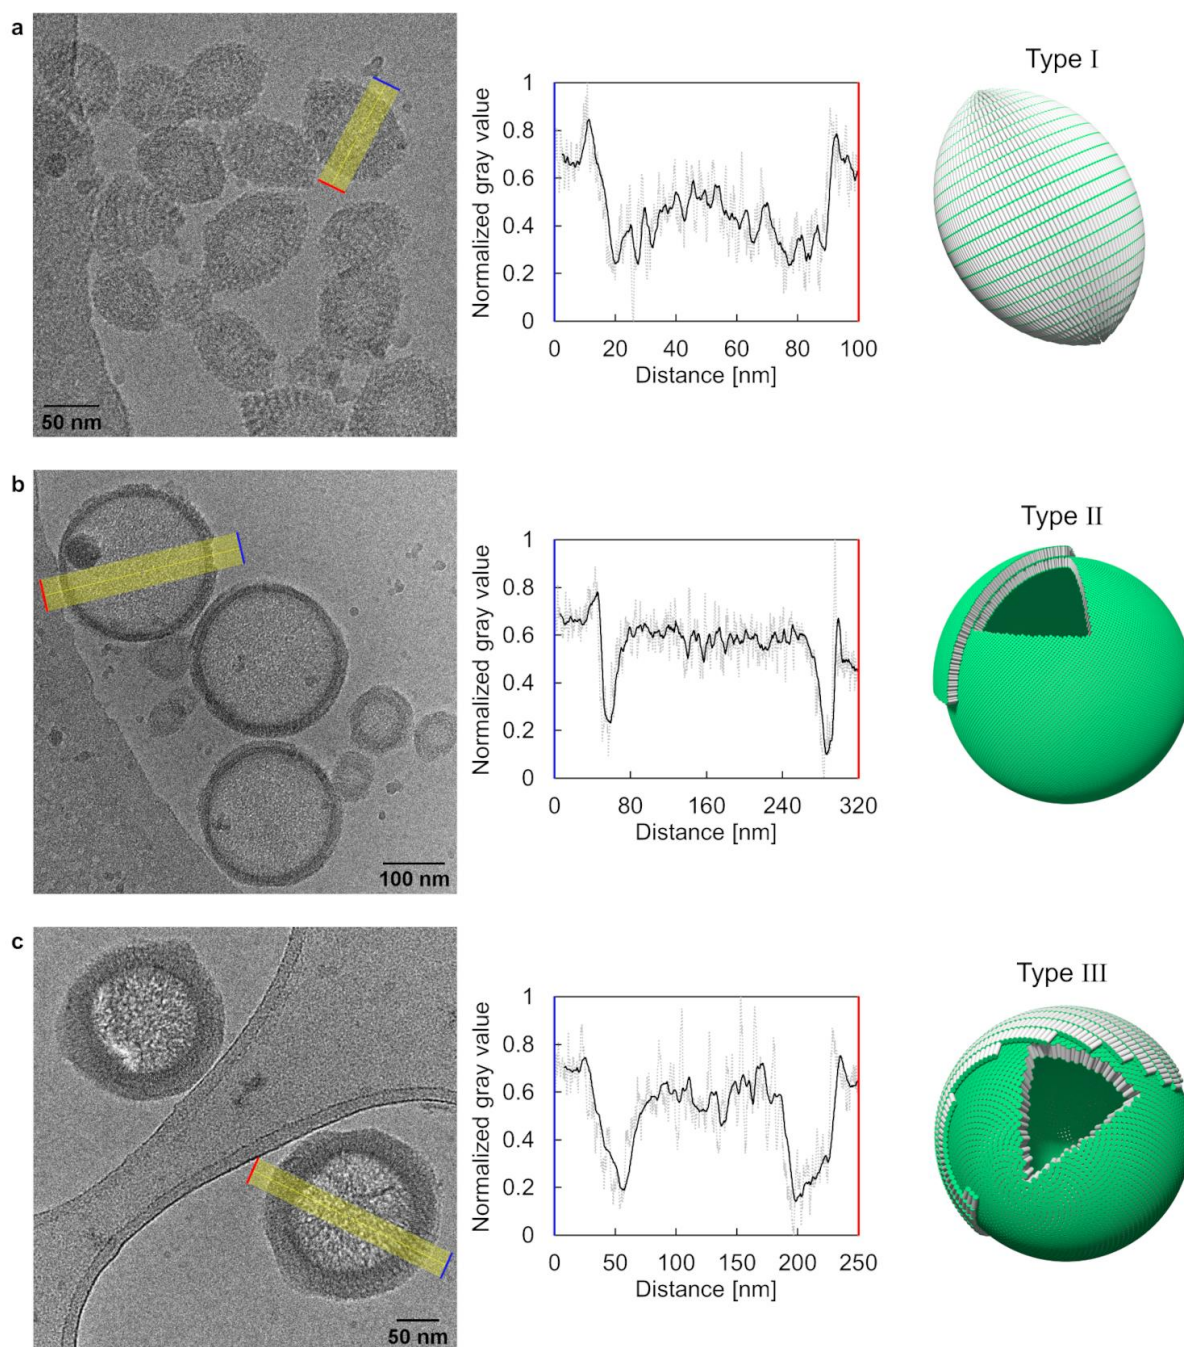 a
Type I
Normalized gray value
1
0.8
0.6
0.4
0.2
0
0 20 40 60 80 100
Distance [nm]
50 nm
b
Type II
Normalized gray value
1
0.8
0.6
0.4
0.2
0
0 80 160 240 320
Distance [nm]
100 nm
c
Type III
Normalized gray value
1
0.8
0.6
0.4
0.2
0
0 50 100 150 200 250
Distance [nm]
50 nm